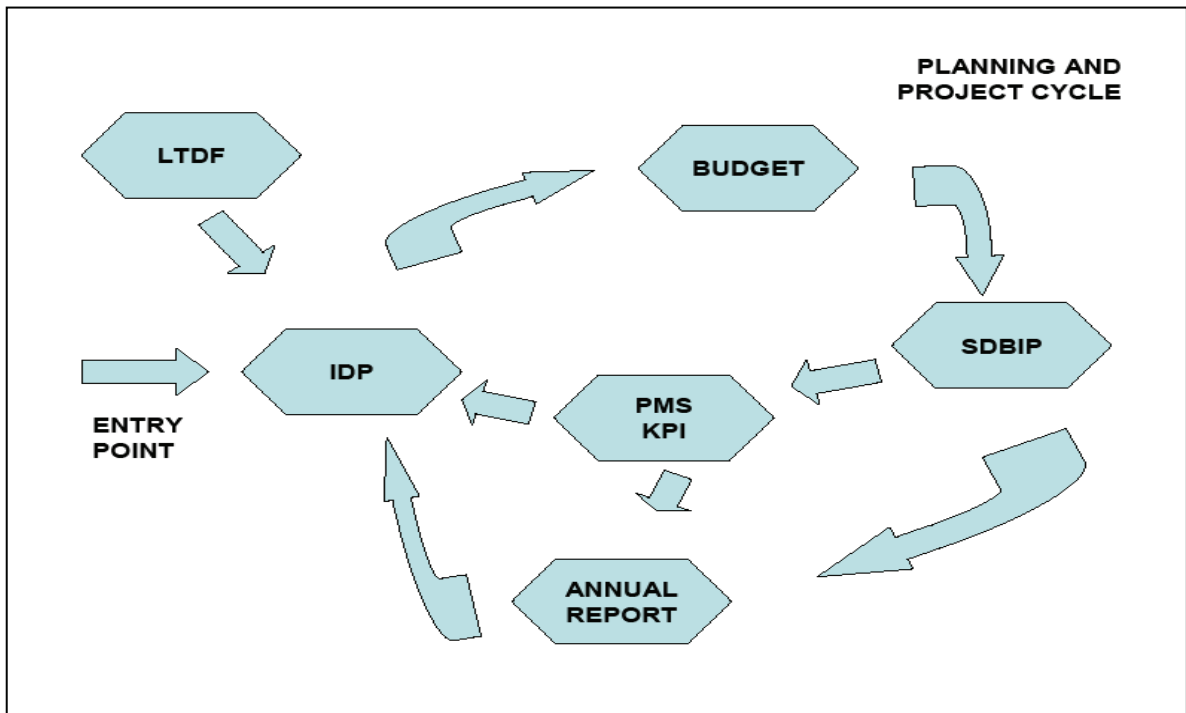 PLANNING AND
PROJECT CYCLE
LTDF
BUDGET
SDBIP
IDP
PMS
KPI
ENTRY
POINT
ANNUAL
REPORT